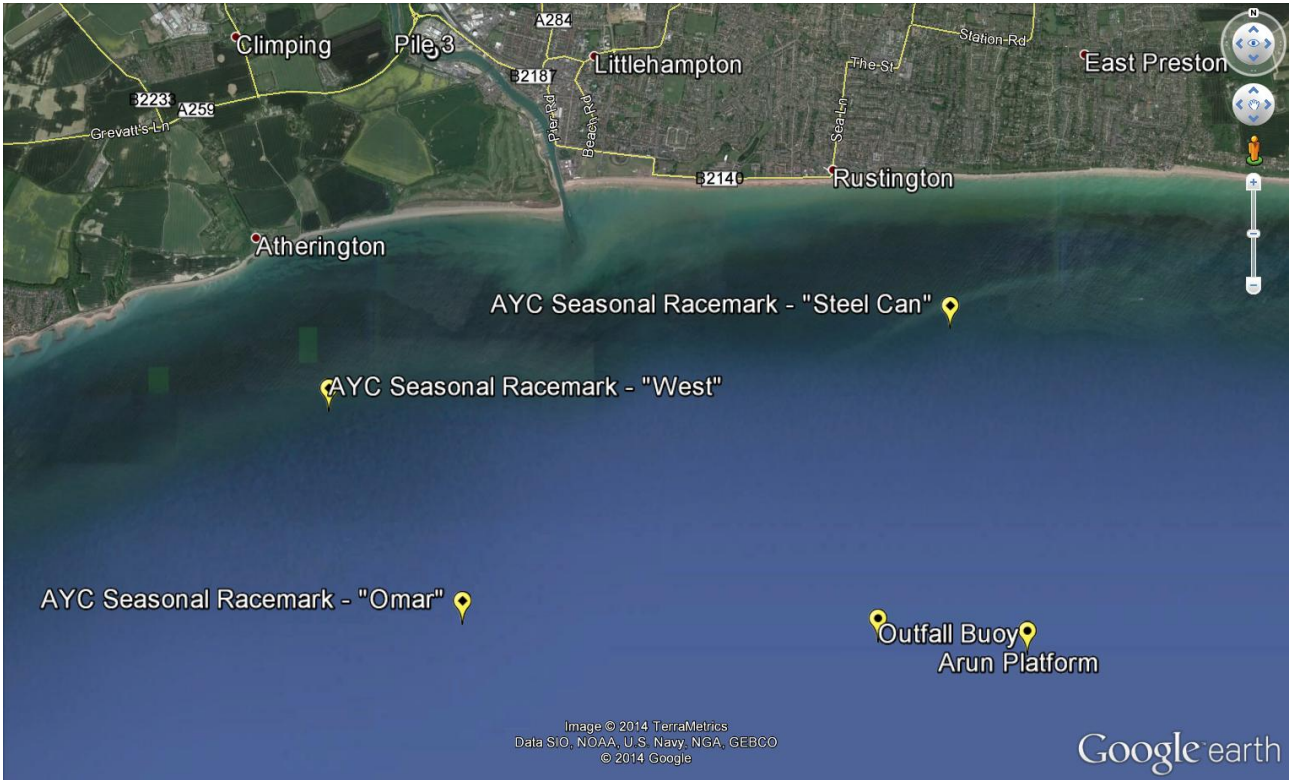 A284
Climping
Pile 3
Station Rd
Littlehampton
The St
East Preston
B2187
B2233
A259
Pier Rd
Beach Rd
Sea Ln
Grevatt's Ln
B2140
Rustington
Atherington
AYC Seasonal Racemark - "Steel Can"
AYC Seasonal Racemark - "West"
AYC Seasonal Racemark - "Omar"
Outfall Buoy
Arun Platform
Image © 2014 TerraMetrics
Data SIO, NOAA, U.S. Navy, NGA, GEBCO
© 2014 Google
Google earth
N